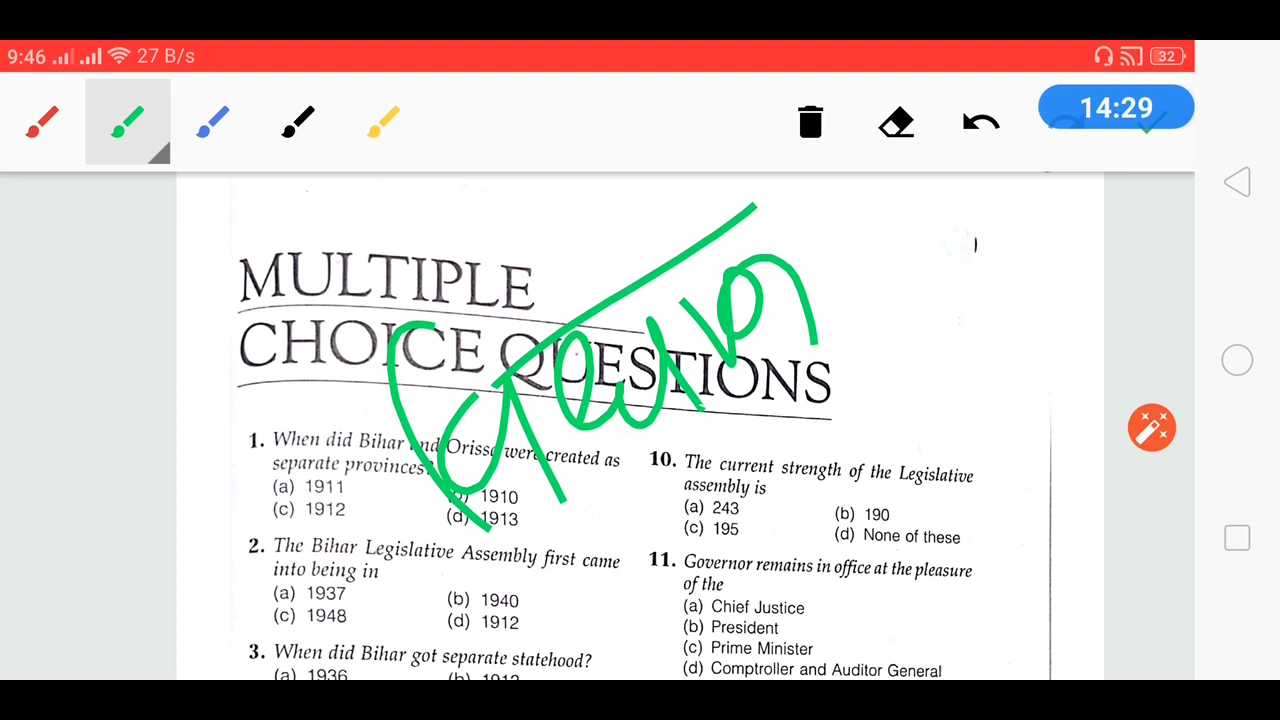 9:46 27 B/s 32
14:29
MULTIPLE
CHOICE QUESTIONS
1. When did Bihar and Orissa were created as
separate provinces?
(a) 1911 (b) 1910
(c) 1912 (d) 1913
2. The Bihar Legislative Assembly first came
into being in
(a) 1937 (b) 1940
(c) 1948 (d) 1912
3. When did Bihar got separate statehood?
(a) 1936 (b) 1912
10. The current strength of the Legislative
assembly is
(a) 243 (b) 190
(c) 195 (d) None of these
11. Governor remains in office at the pleasure
of the
(a) Chief Justice
(b) President
(c) Prime Minister
(d) Comptroller and Auditor General